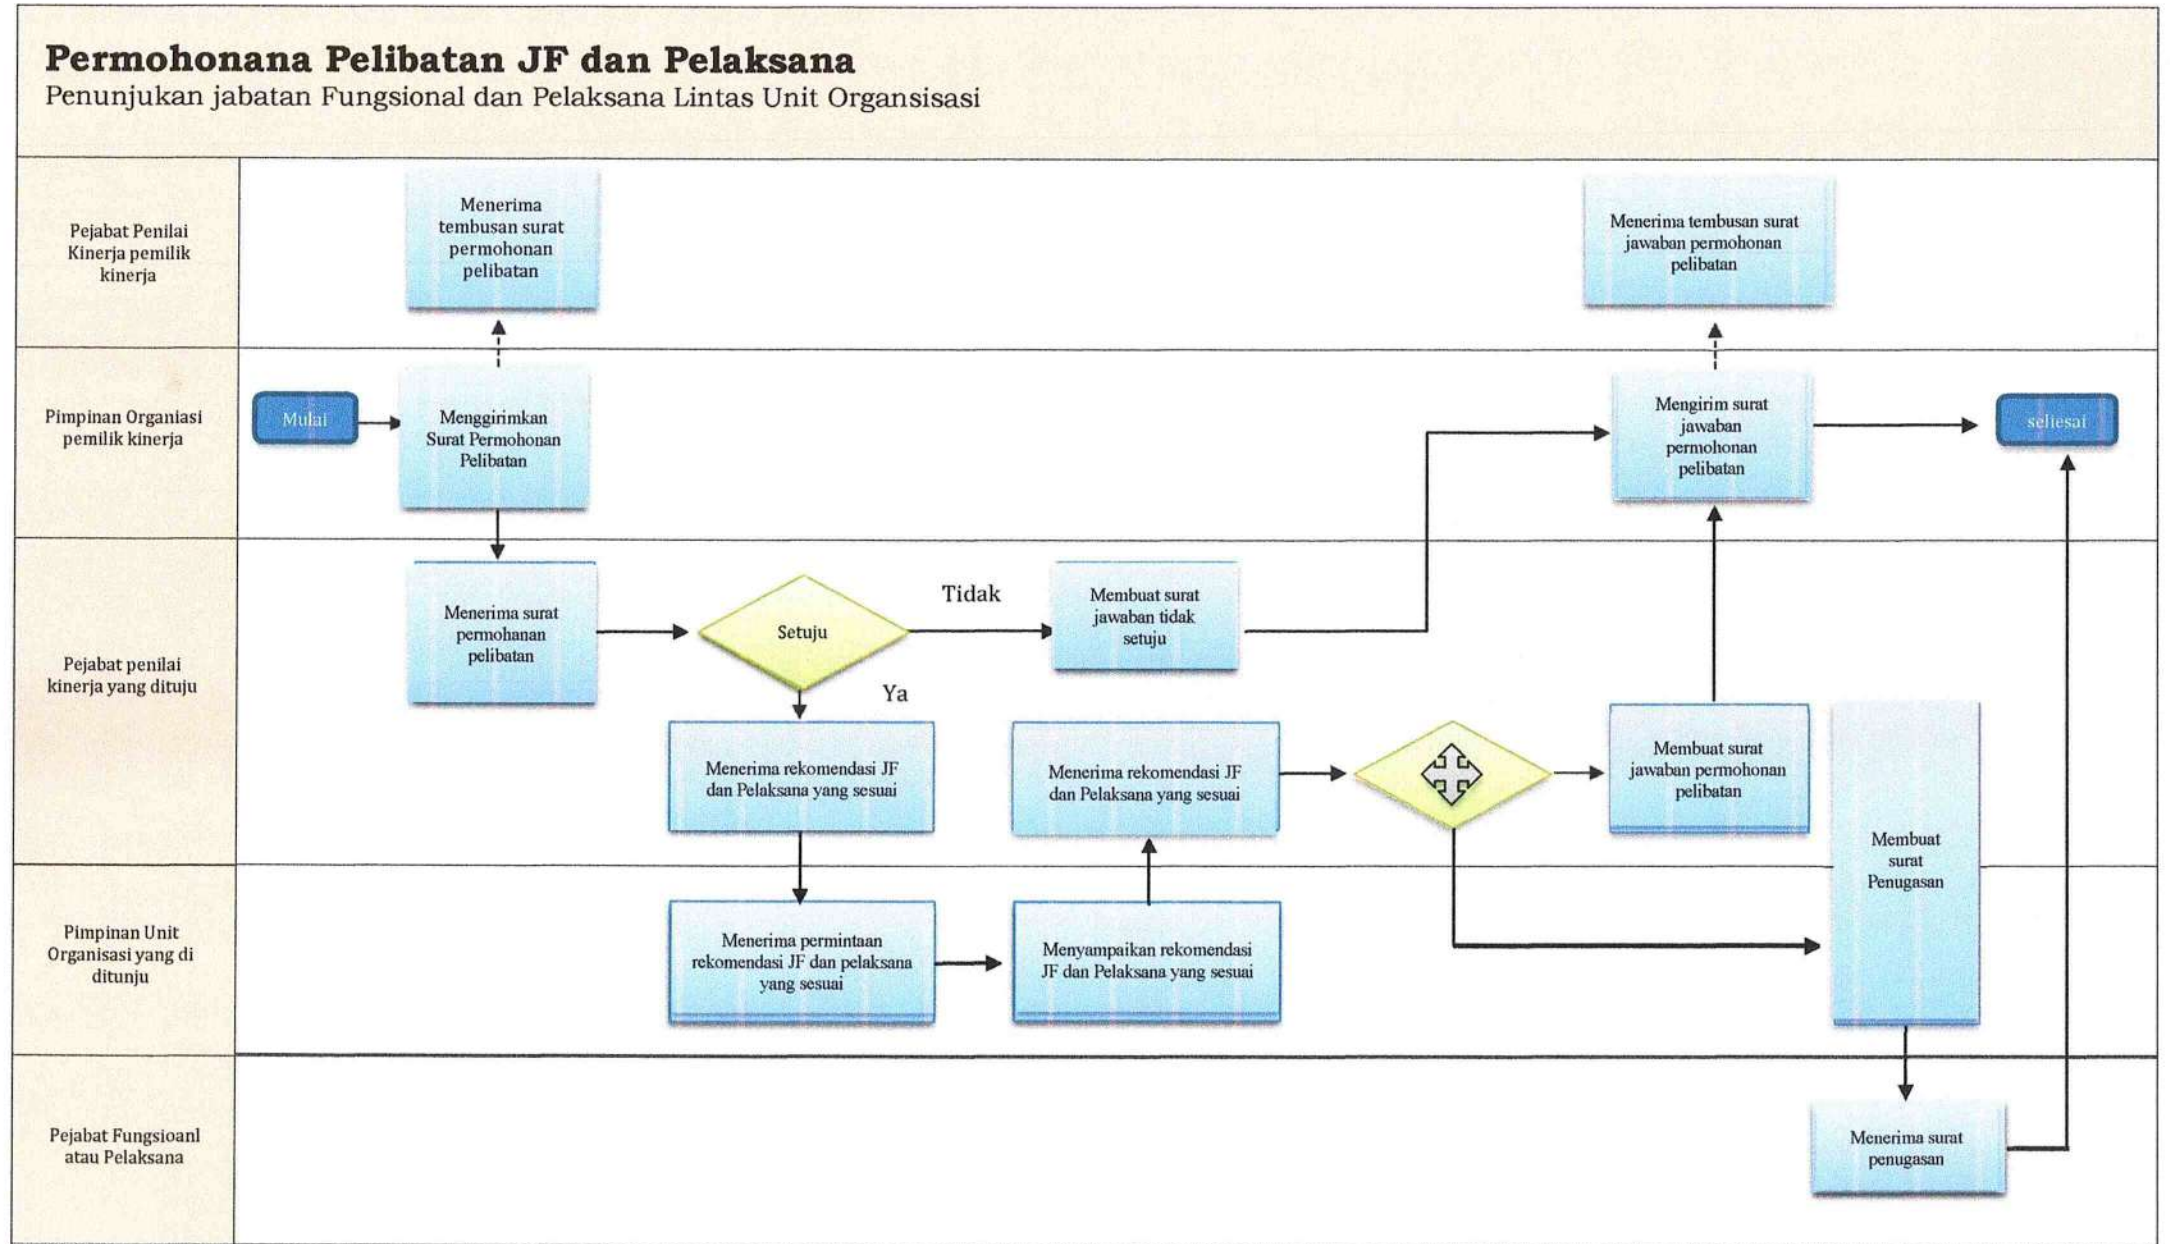 Permohonana Pelibatan JF dan Pelaksana
Penunjukan jabatan Fungsional dan Pelaksana Lintas Unit Organsisasi
Pejabat Penilai
Kinerja pemilik
kinerja
Menerima
tembusan surat
permohonan
pelibatan
Menerima tembusan surat
jawaban permohonan
pelibatan
Pimpinan Organiasi
pemilik kinerja
Mulai
Menggirimkan
Surat Permohonan
Pelibatan
Mengirim surat
jawaban
permohonan
pelibatan
seliesai
Pejabat penilai
kinerja yang dituju
Menerima surat
permohanan
pelibatan
Setuju
Tidak
Membuat surat
jawaban tidak
setuju
Ya
Menerima rekomendasi JF
dan Pelaksana yang sesuai
Menerima rekomendasi JF
dan Pelaksana yang sesuai
Membuat surat
jawaban permohonan
pelibatan
Membuat
surat
Penugasan
Pimpinan Unit
Organisasi yang di
ditunju
Menerima permintaan
rekomendasi JF dan pelaksana
yang sesuai
Menyampaikan rekomendasi
JF dan Pelaksana yang sesuai
Pejabat Fungsioanl
atau Pelaksana
Menerima surat
penugasan